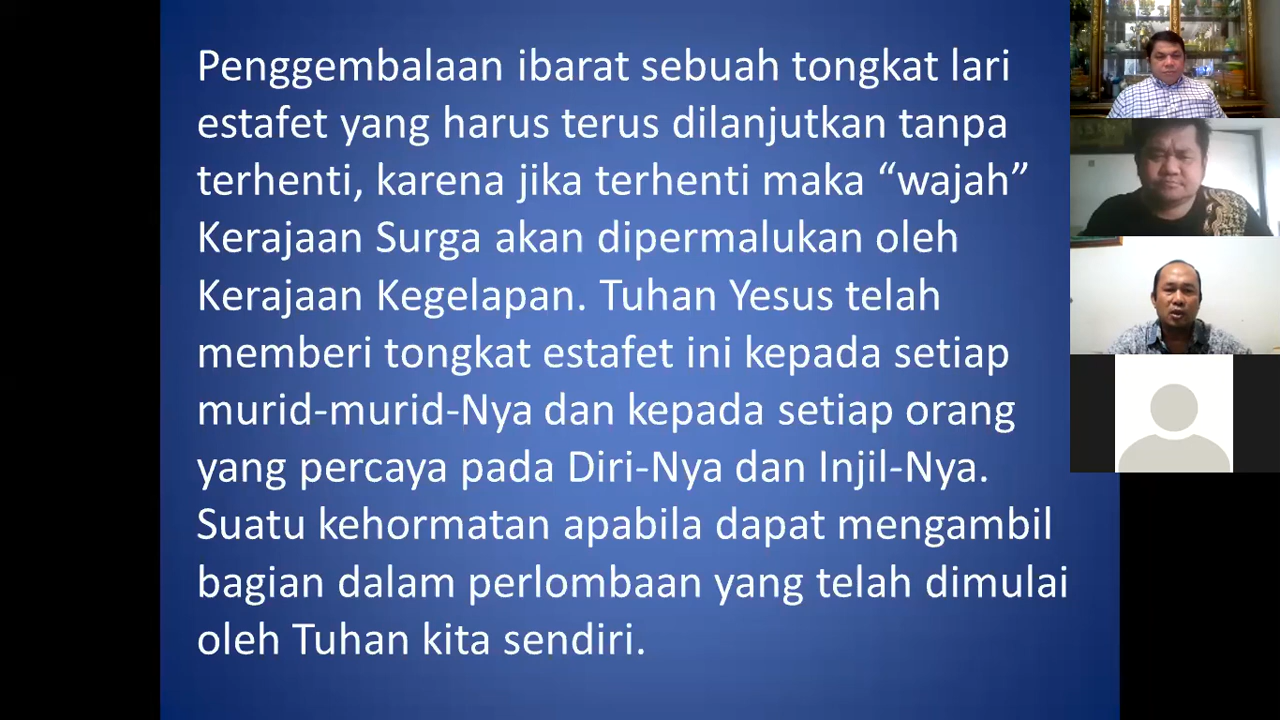 Penggembalaan ibarat sebuah tongkat lari
estafet yang harus terus dilanjutkan tanpa
terhenti, karena jika terhenti maka “wajah”
Kerajaan Surga akan dipermalukan oleh
Kerajaan Kegelapan. Tuhan Yesus telah
memberi tongkat estafet ini kepada setiap
murid-murid-Nya dan kepada setiap orang
yang percaya pada Diri-Nya dan Injil-Nya.
Suatu kehormatan apabila dapat mengambil
bagian dalam perlombaan yang telah dimulai
oleh Tuhan kita sendiri.